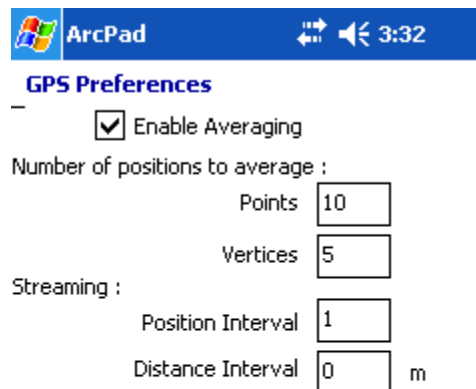 ArcPad 3:32
GPS Preferences
Enable Averaging
Number of positions to average :
Points 10
Vertices 5
Streaming :
Position Interval 1
Distance Interval 0 m